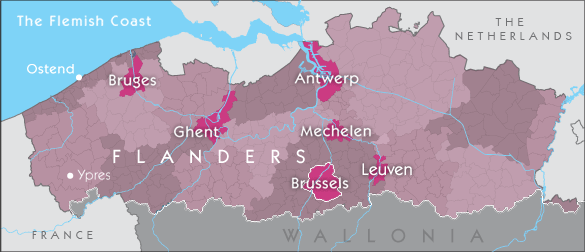 The Flemish Coast
THE
NETHERLANDS
Ostend
Bruges
Antwerp
Ghent
Mechelen
FLANDERS
Leuven
Ypres
Brussels
FRANCE
WALLONIA